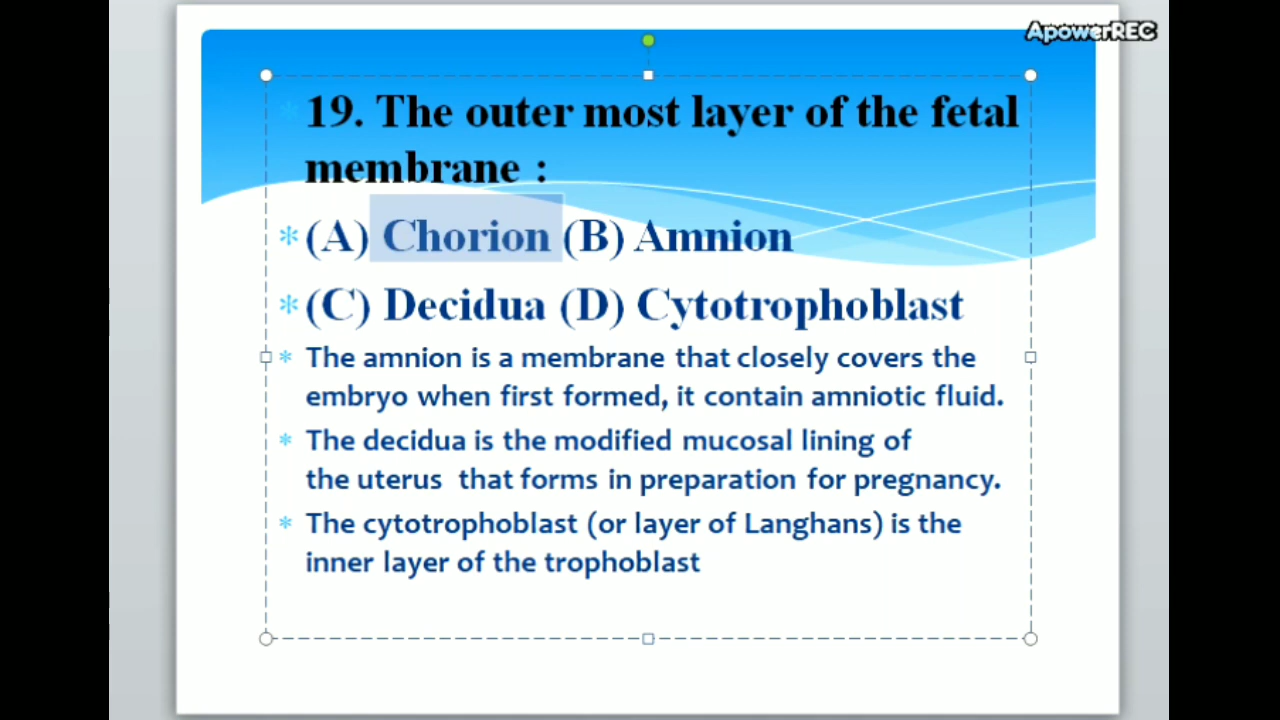 ApowerREC
* 19. The outer most layer of the fetal
membrane :
* (A) Chorion (B) Amnion
* (C) Decidua (D) Cytotrophoblast
* The amnion is a membrane that closely covers the
embryo when first formed, it contain amniotic fluid.
* The decidua is the modified mucosal lining of
the uterus that forms in preparation for pregnancy.
* The cytotrophoblast (or layer of Langhans) is the
inner layer of the trophoblast